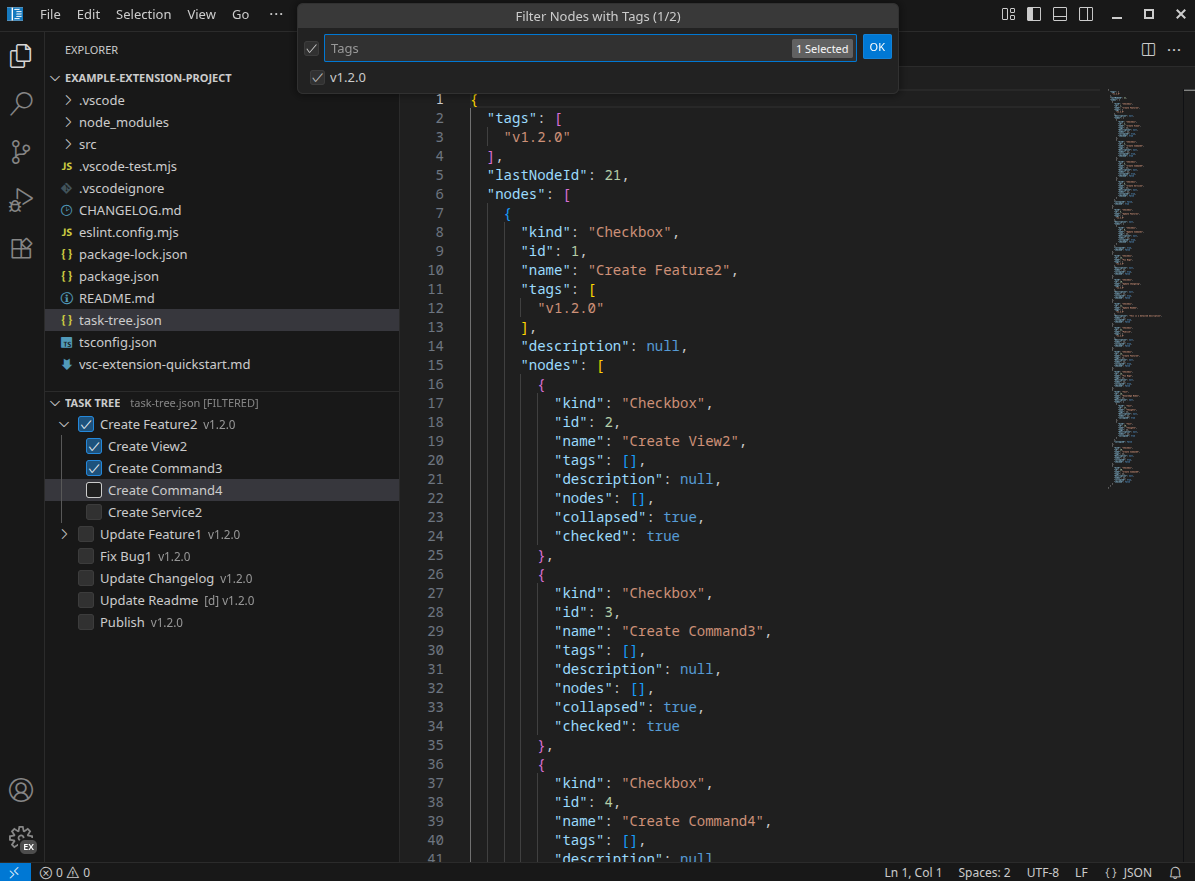 File Edit Selection View Go ···
Filter Nodes with Tags (1/2)
Tags
1 Selected
OK
v1.2.0
EXPLORER
EXAMPLE-EXTENSION-PROJECT
.vscode
node_modules
src
JS .vscode-test.mjs
.vscodeignore
CHANGELOG.md
JS eslint.config.mjs
{ } package-lock.json
{ } package.json
README.md
{ } task-tree.json
TS tsconfig.json
vsc-extension-quickstart.md
TASK TREE task-tree.json [FILTERED]
Create Feature2 v1.2.0
Create View2
Create Command3
Create Command4
Create Service2
Update Feature1 v1.2.0
Fix Bug1 v1.2.0
Update Changelog v1.2.0
Update Readme [d] v1.2.0
Publish v1.2.0
1 {
2 "tags": [
3 "v1.2.0"
4 ],
5 "lastNodeId": 21,
6 "nodes": [
7 {
8 "kind": "Checkbox",
9 "id": 1,
10 "name": "Create Feature2",
11 "tags": [
12 "v1.2.0"
13 ],
14 "description": null,
15 "nodes": [
16 {
17 "kind": "Checkbox",
18 "id": 2,
19 "name": "Create View2",
20 "tags": [],
21 "description": null,
22 "nodes": [],
23 "collapsed": true,
24 "checked": true
25 },
26 {
27 "kind": "Checkbox",
28 "id": 3,
29 "name": "Create Command3",
30 "tags": [],
31 "description": null,
32 "nodes": [],
33 "collapsed": true,
34 "checked": true
35 },
36 {
37 "kind": "Checkbox",
38 "id": 4,
39 "name": "Create Command4",
40 "tags": [],
41 "description": null
EX
0 0
Ln 1, Col 1 Spaces: 2 UTF-8 LF { } JSON